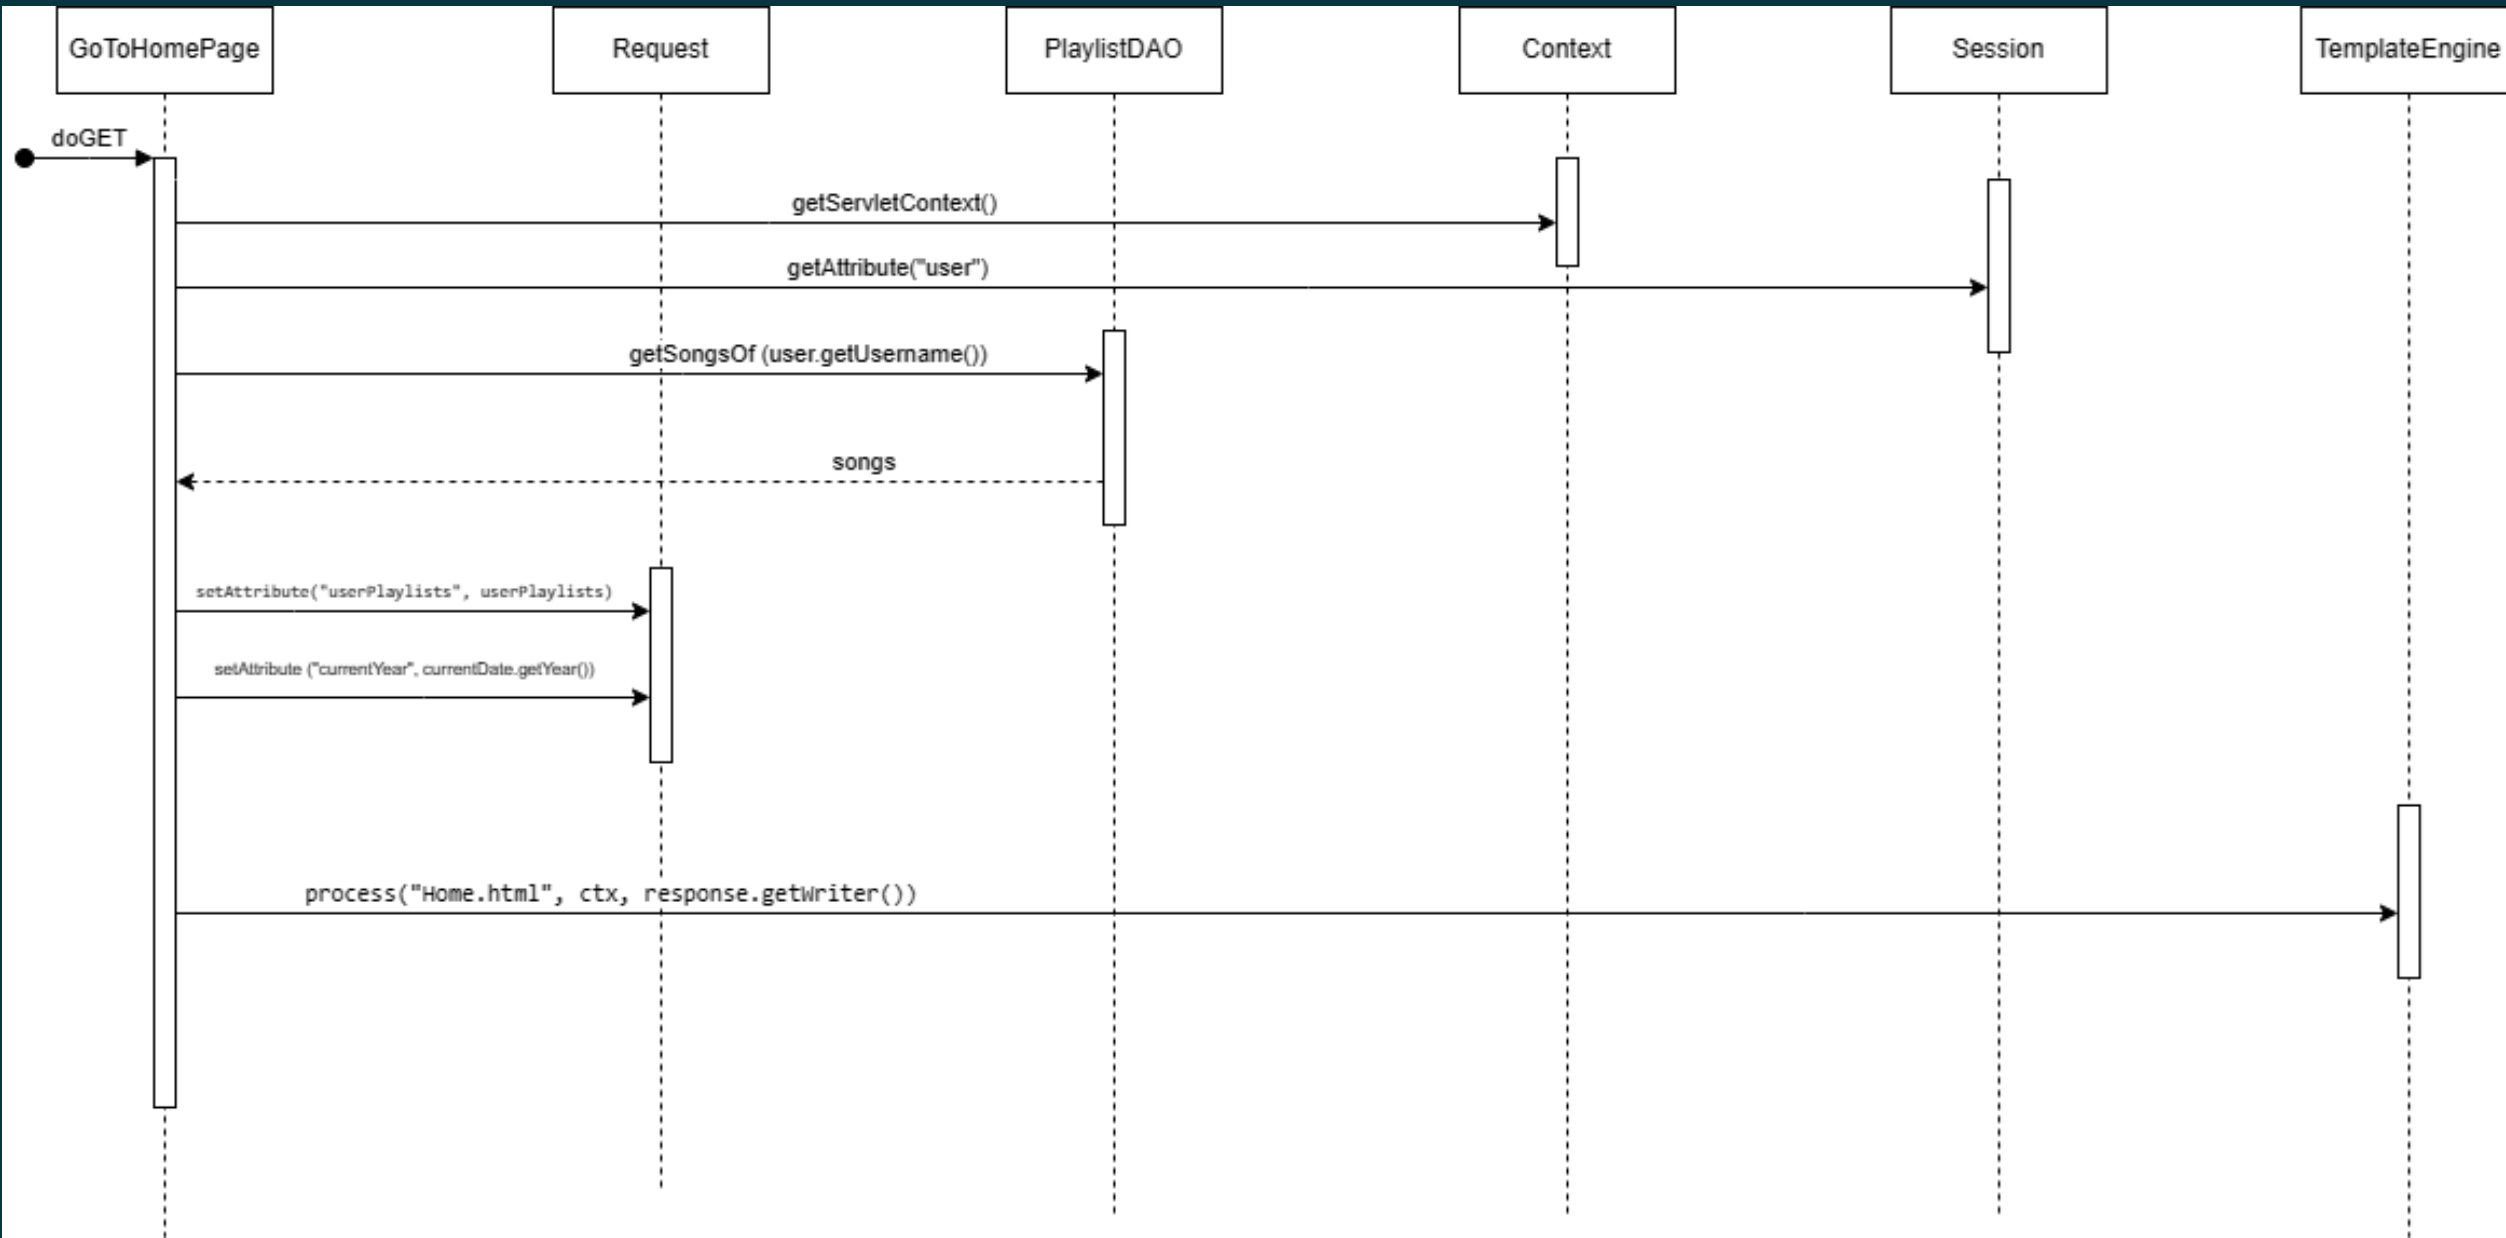 GoToHomePage
Request
PlaylistDAO
Context
Session
TemplateEngine
doGET
getServletContext()
getAttribute("user")
getSongsOf (user.getUsername())
songs
setAttribute("userPlaylists", userPlaylists)
setAttribute ("currentYear", currentDate.getYear())
process("Home.html", ctx, response.getWriter())